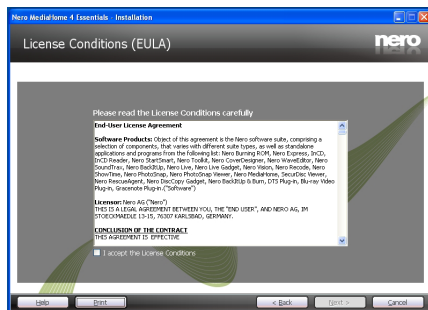 Nero MediaHome 4 Essentials - Installation
License Conditions (EULA)
nero
Please read the License Conditions carefully
End-User License Agreement
Software Products: Object of this agreement is the Nero software suite, comprising a
selection of components, that varies with different suite types, as well as standalone
applications and programs from the following list: Nero Burning ROM, Nero Express, InCD,
InCD Reader, Nero StartSmart, Nero Toolkit, Nero CoverDesigner, Nero WaveEditor, Nero
SoundTrax, Nero BackItUp, Nero Live, Nero Live Gadget, Nero Vision, Nero Recode, Nero
ShowTime, Nero PhotoSnap, Nero PhotoSnap Viewer, Nero MediaHome, SecurDisc Viewer,
Nero RescueAgent, Nero DiscCopy Gadget, Nero BackItUp & Burn, DTS Plug-in, Blu-ray Video
Plug-in, Gracenote Plug-in.("Software")
Licensor: Nero AG ("Nero")
THIS IS A LEGAL AGREEMENT BETWEEN YOU, THE "END USER", AND NERO AG, IM
STOECKMAEDLE 13-15, 76307 KARLSBAD, GERMANY.
CONCLUSION OF THE CONTRACT
THIS AGREEMENT IS EFFECTIVE
I accept the License Conditions
Help
Print
< Back
Next >
Cancel